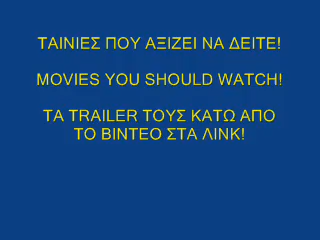 ΤΑΙΝΙΕΣ ΠΟΥ ΑΞΙΖΕΙ ΝΑ ΔΕΙΤΕ!
MOVIES YOU SHOULD WATCH!
ΤΑ TRAILER ΤΟΥΣ ΚΑΤΩ ΑΠΟ
ΤΟ ΒΙΝΤΕΟ ΣΤΑ ΛΙΝΚ!